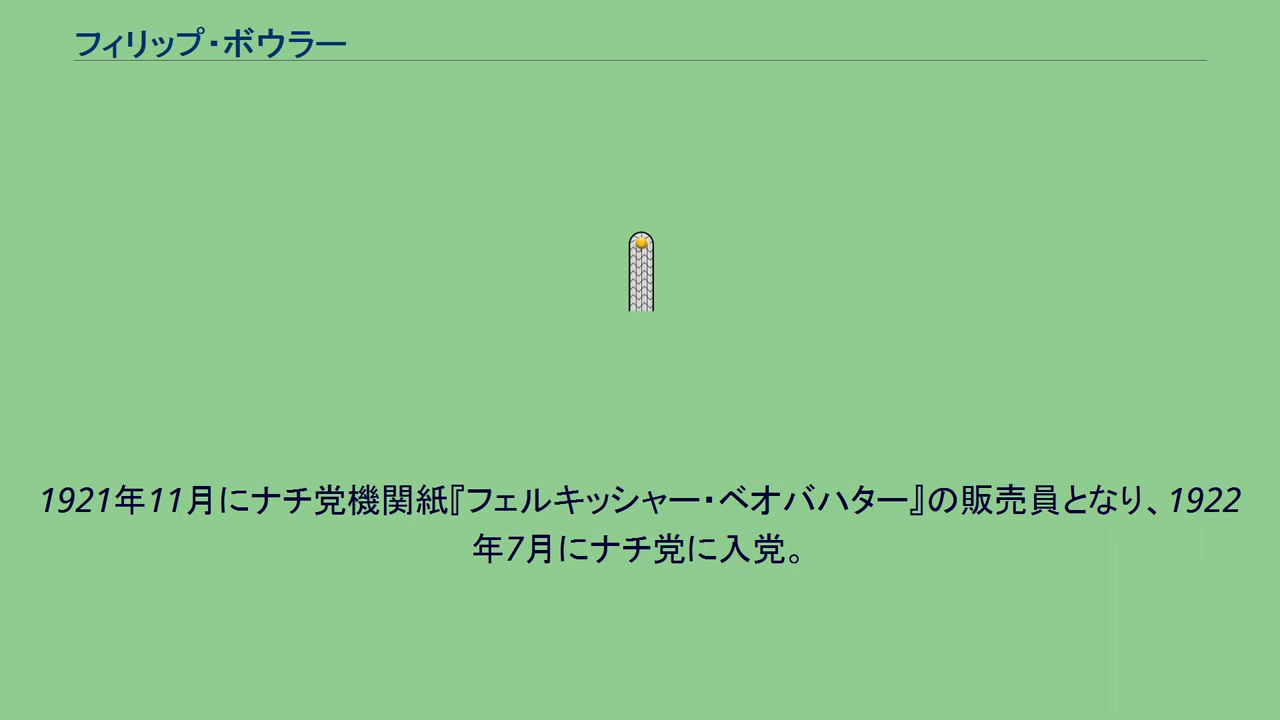 フィリップ・ボウラー
1921年11月にナチ党機関紙『フェルキッシャー・ベオバハター』の販売員となり、1922
年7月にナチ党に入党。